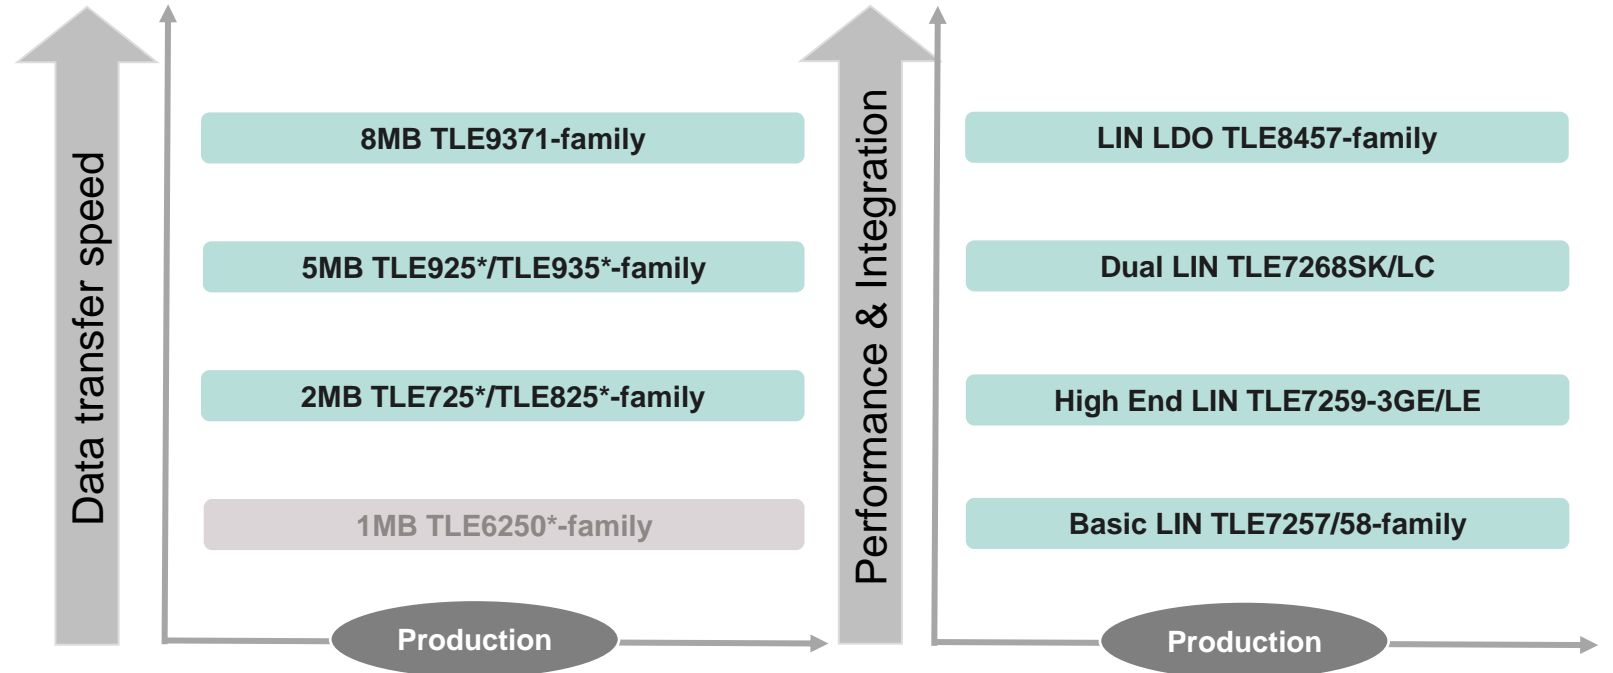 Data transfer speed
8MB TLE9371-family
5MB TLE925*/TLE935*-family
2MB TLE725*/TLE825*-family
1MB TLE6250*-family
Production
Performance & Integration
LIN LDO TLE8457-family
Dual LIN TLE7268SK/LC
High End LIN TLE7259-3GE/LE
Basic LIN TLE7257/58-family
Production